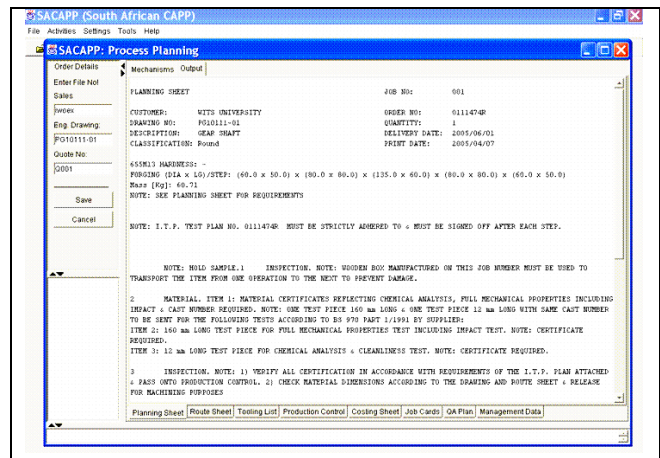 SACAPP (South African CAPP)
File Activities Settings Tools Help
SACAPP: Process Planning
Order Details
Enter File No!
Sales
iwoex
Eng. Drawing:
PG10111-01
Quote No:
Q001
Save
Cancel
Mechanisms Output
PLANNING SHEET JOB NO: 001
CUSTOMER: WITS UNIVERSITY ORDER NO: 0111474R
DRAWING NO: PG10111-01 QUANTITY: 1
DESCRIPTION: GEAR SHAFT DELIVERY DATE: 2005/06/01
CLASSIFICATION: Round PRINT DATE: 2005/04/07
655M13 HARDNESS: -
FORGING (DIA x LG)/STEP: (60.0 x 50.0) x (80.0 x 80.0) x (135.0 x 60.0) x (80.0 x 80.0) x (60.0 x 50.0)
Mass [Kg]: 60.71
NOTE: SEE PLANNING SHEET FOR REQUIREMENTS
NOTE: I.T.P. TEST PLAN NO. 0111474R MUST BE STRICTLY ADHERED TO & MUST BE SIGNED OFF AFTER EACH STEP.
NOTE: HOLD SAMPLE.1 INSPECTION. NOTE: WOODEN BOX MANUFACTURED ON THIS JOB NUMBER MUST BE USED TO
TRANSPORT THE ITEM FROM ONE OPERATION TO THE NEXT TO PREVENT DAMAGE.
2 MATERIAL. ITEM 1: MATERIAL CERTIFICATES REFLECTING CHEMICAL ANALYSIS, FULL MECHANICAL PROPERTIES INCLUDING
IMPACT & CAST NUMBER REQUIRED. NOTE: ONE TEST PIECE 160 mm LONG & ONE TEST PIECE 12 mm LONG WITH SAME CAST NUMBER
TO BE SENT FOR THE FOLLOWING TESTS ACCORDING TO BS 970 PART 1/1991 BY SUPPLIER:
ITEM 2: 160 mm LONG TEST PIECE FOR FULL MECHANICAL PROPERTIES TEST INCLUDING IMPACT TEST. NOTE: CERTIFICATE
REQUIRED.
ITEM 3: 12 mm LONG TEST PIECE FOR CHEMICAL ANALYSIS & CLEANLINESS TEST. NOTE: CERTIFICATE REQUIRED.
3 INSPECTION. NOTE: 1) VERIFY ALL CERTIFICATION IN ACCORDANCE WITH REQUIREMENTS OF THE I.T.P. PLAN ATTACHED
& PASS ONTO PRODUCTION CONTROL. 2) CHECK MATERIAL DIMENSIONS ACCORDING TO THE DRAWING AND ROUTE SHEET & RELEASE
FOR MACHINING PURPOSES
Planning Sheet Route Sheet Tooling List Production Control Costing Sheet Job Cards QA Plan Management Data